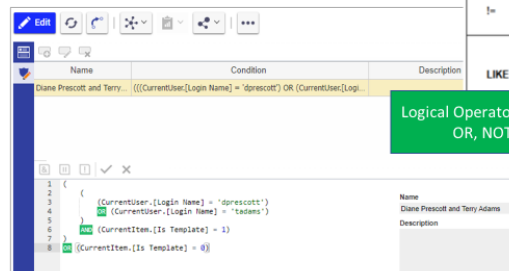 !=
Edit
Name Condition Description
LIKE
Diane Prescott and Terry... (((CurrentUser.[Login Name] = 'dprescott') OR (CurrentUser.[Logi...
Logical Operato
OR, NOT
1 (
2 (
3 (CurrentUser.[Login Name] = 'dprescott')
4 OR (CurrentUser.[Login Name] = 'tadams')
5 )
6 AND (CurrentItem.[Is Template] = 1)
7 )
8 OR (CurrentItem.[Is Template] = 0)
Name
Diane Prescott and Terry Adams
Description